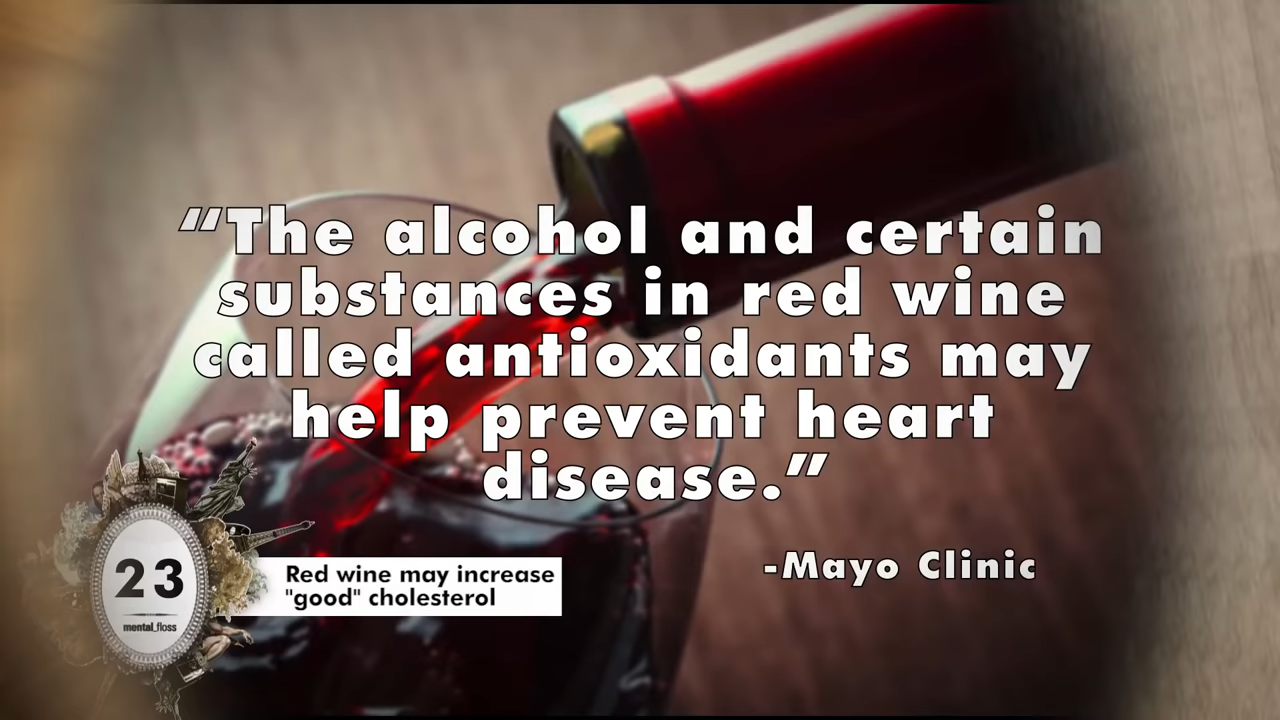 “The alcohol and certain
substances in red wine
called antioxidants may
help prevent heart
disease.”
-Mayo Clinic
23
mental_floss
Red wine may increase
"good" cholesterol